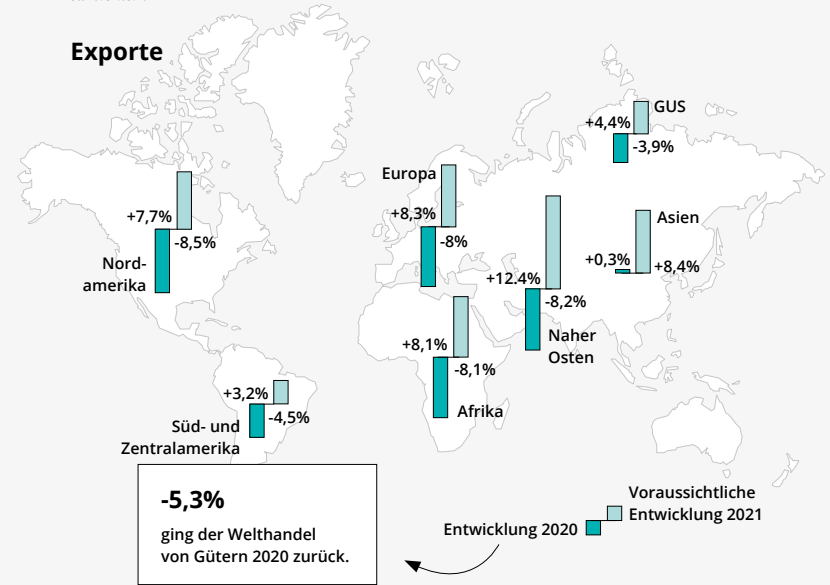 Exporte
GUS
+4,4%
-3,9%
Europa
+8,3%
-8%
+7,7%
-8,5%
Nord-
amerika
Asien
+0,3%
+8,4%
+12.4%
-8,2%
Naher
Osten
+8,1%
-8,1%
Afrika
+3,2%
-4,5%
Süd- und
Zentralamerika
-5,3%
ging der Welthandel
von Gütern 2020 zurück.
Voraussichtliche
Entwicklung 2021
Entwicklung 2020